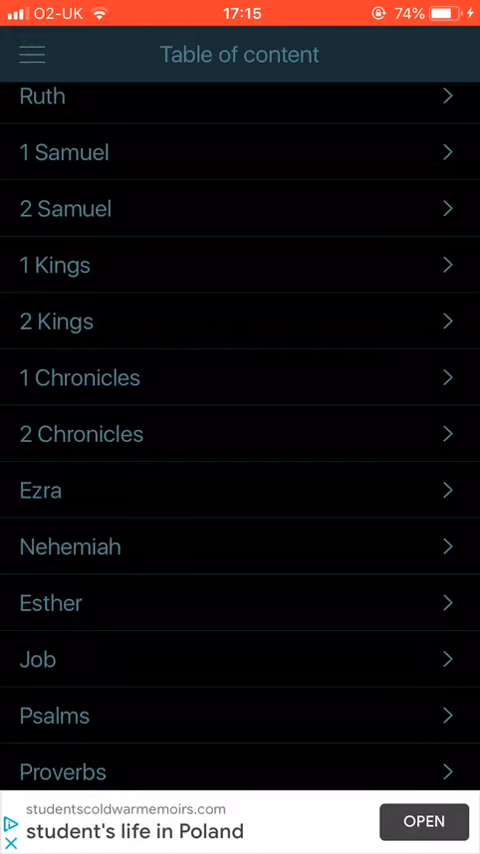 O2-UK 17:15 74%
Table of content
Ruth
1 Samuel
2 Samuel
1 Kings
2 Kings
1 Chronicles
2 Chronicles
Ezra
Nehemiah
Esther
Job
Psalms
Proverbs
studentscoldwarmemoirs.com
student's life in Poland
OPEN